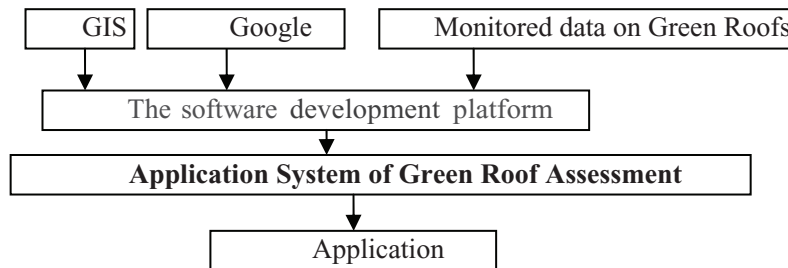 GIS Google Monitored data on Green Roofs
The software development platform
Application System of Green Roof Assessment
Application